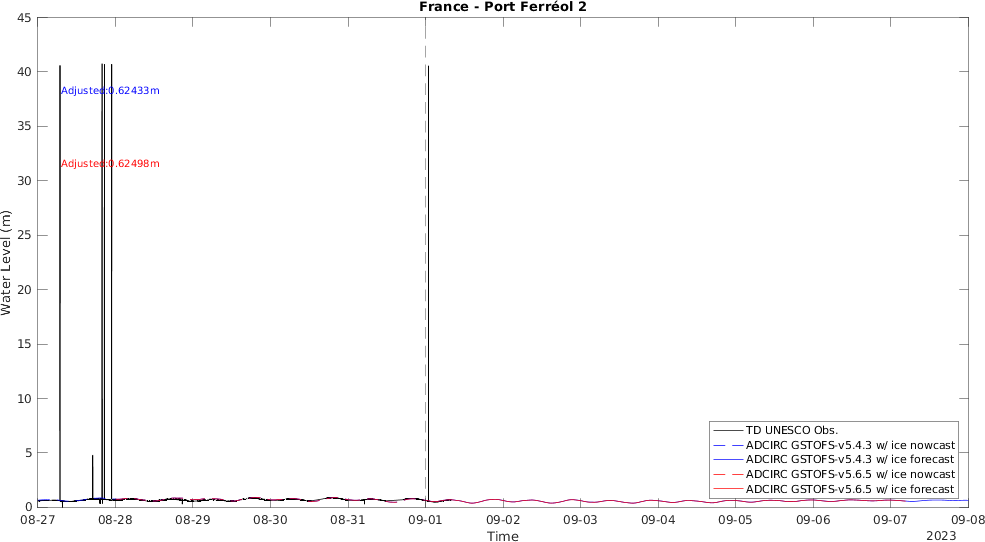 France - Port Ferréol 2
45
40
35
30
25
20
15
10
5
0
Water Level (m)
Adjusted:0.62433m
Adjusted:0.62498m
TD UNESCO Obs.
ADCIRC GSTOFS-v5.4.3 w/ ice nowcast
ADCIRC GSTOFS-v5.4.3 w/ ice forecast
ADCIRC GSTOFS-v5.6.5 w/ ice nowcast
ADCIRC GSTOFS-v5.6.5 w/ ice forecast
08-27 08-28 08-29 08-30 08-31 09-01 09-02 09-03 09-04 09-05 09-06 09-07 09-08
Time
2023